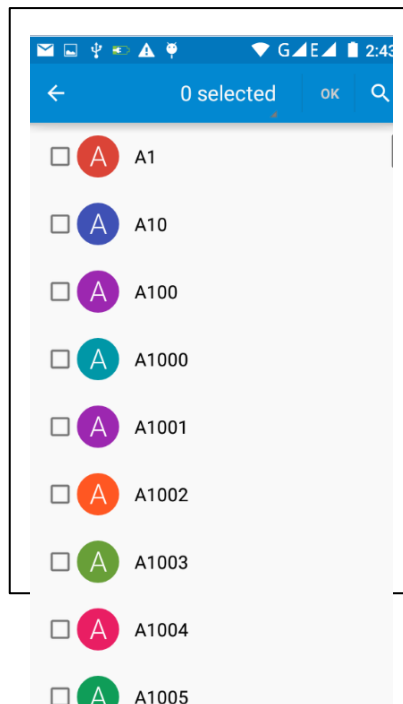 G E 2:43
0 selected OK
A A1
A A10
A A100
A A1000
A A1001
A A1002
A A1003
A A1004
A A1005